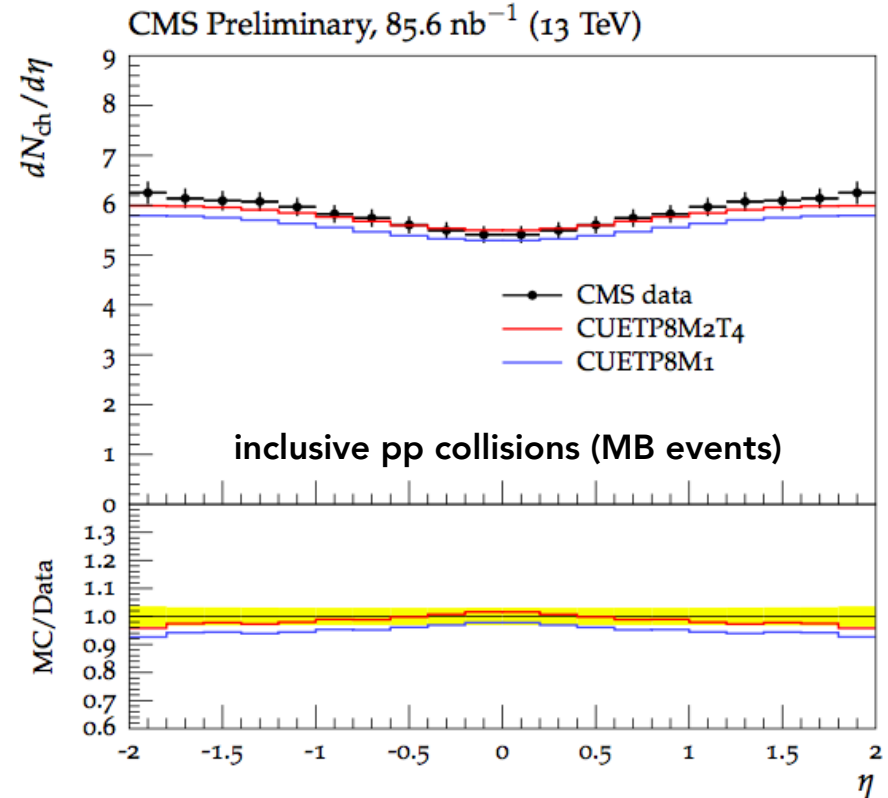 CMS Preliminary, 85.6 nb⁻¹ (13 TeV)
dN_ch/dη
9
8
7
6
5
4
3
2
1
0
CMS data
CUETP8M2T4
CUETP8M1
inclusive pp collisions (MB events)
MC/Data
1.3
1.2
1.1
1.0
0.9
0.8
0.7
0.6
-2 -1.5 -1 -0.5 0 0.5 1 1.5 2
η